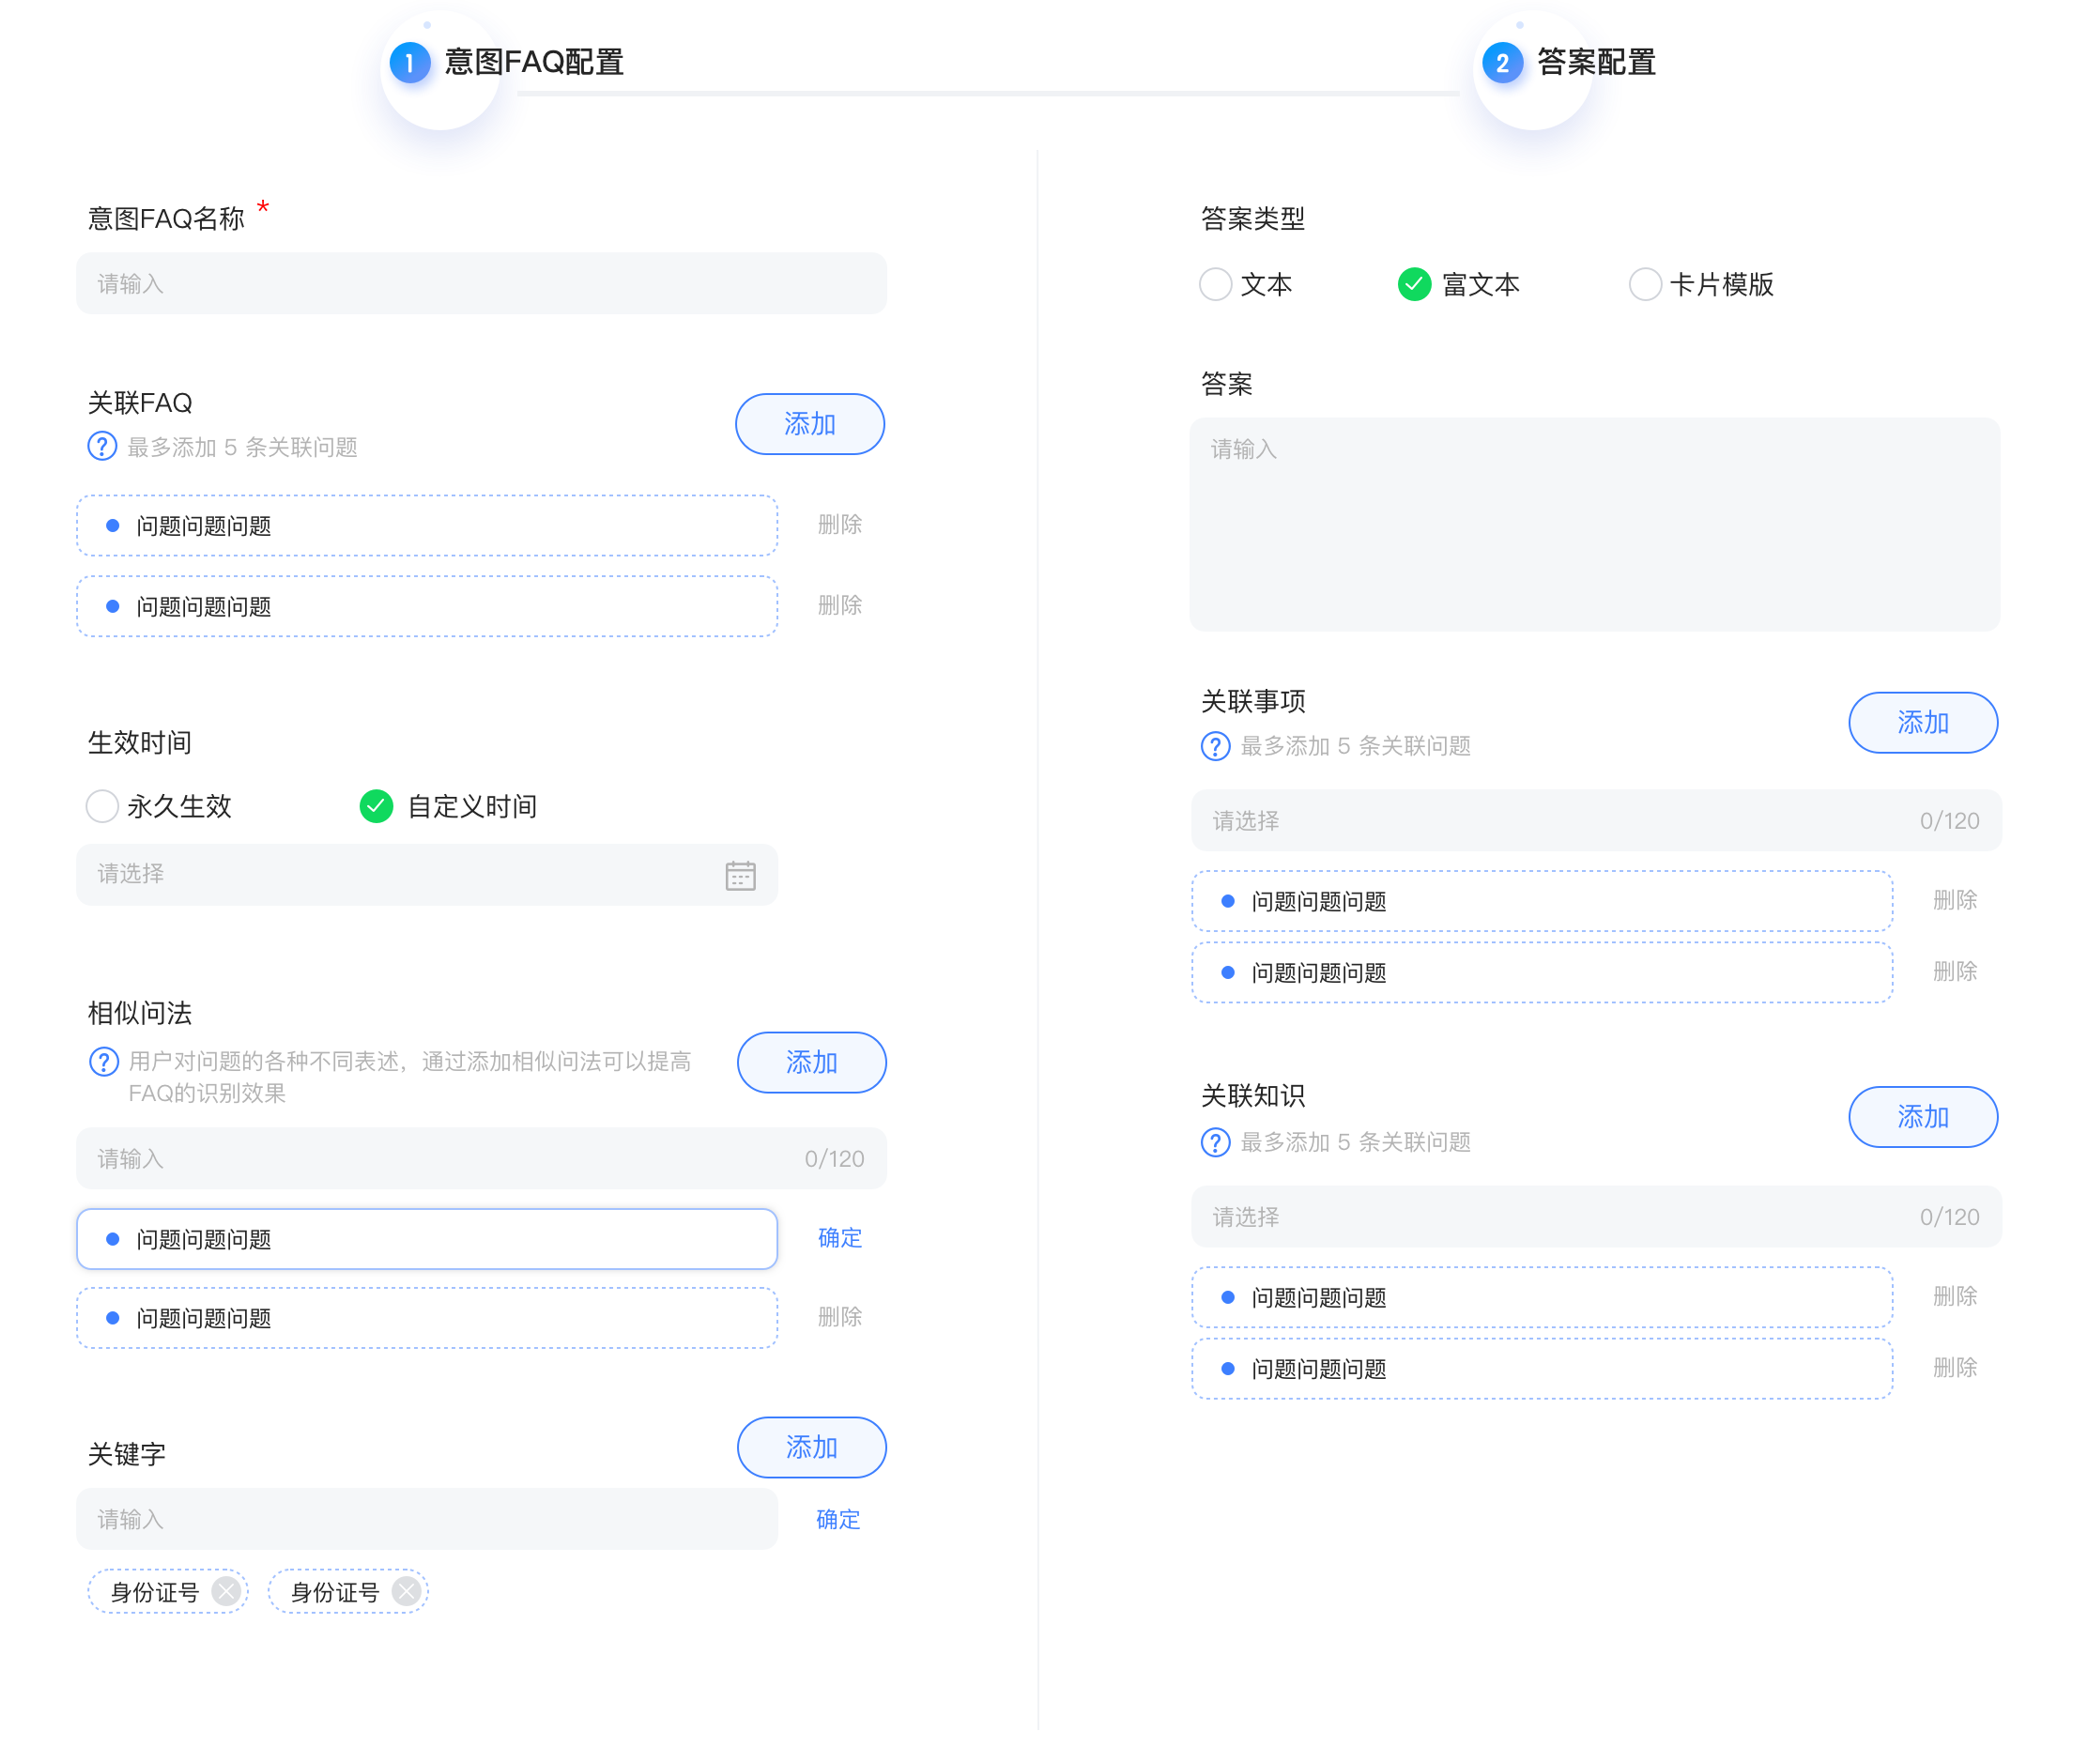 1 意图FAQ配置
2 答案配置
意图FAQ名称 *
请输入
关联FAQ
添加
? 最多添加 5 条关联问题
问题问题问题 删除
问题问题问题 删除
生效时间
永久生效 自定义时间
请选择
相似问法
添加
? 用户对问题的各种不同表述，通过添加相似问法可以提高
FAQ的识别效果
请输入 0/120
问题问题问题 确定
问题问题问题 删除
关键字
添加
请输入 确定
身份证号 身份证号
答案类型
文本 富文本 卡片模版
答案
请输入
关联事项
添加
? 最多添加 5 条关联问题
请选择 0/120
问题问题问题 删除
问题问题问题 删除
关联知识
添加
? 最多添加 5 条关联问题
请选择 0/120
问题问题问题 删除
问题问题问题 删除